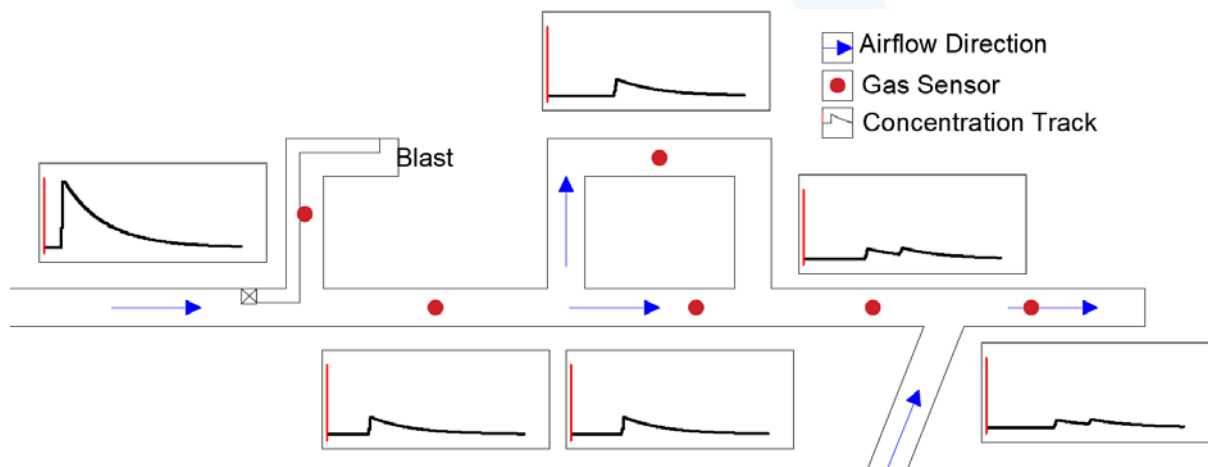 Airflow Direction
Gas Sensor
Concentration Track
Blast